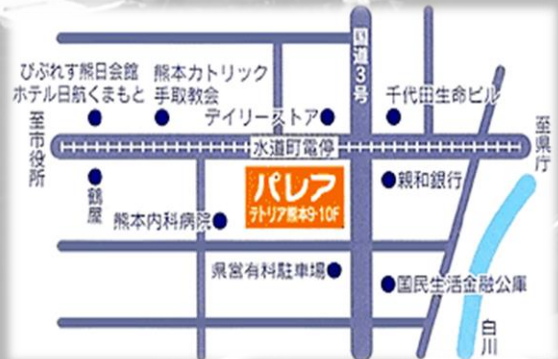 国道3号
びぷれす熊日会館
ホテル日航くまもと
熊本カトリック
手取教会
デイリーストア
千代田生命ビル
至市役所
水道町電停
至県庁
鶴屋
パレア
テトリア熊本9・10F
親和銀行
熊本内科病院
県営有料駐車場
国民生活金融公庫
白川